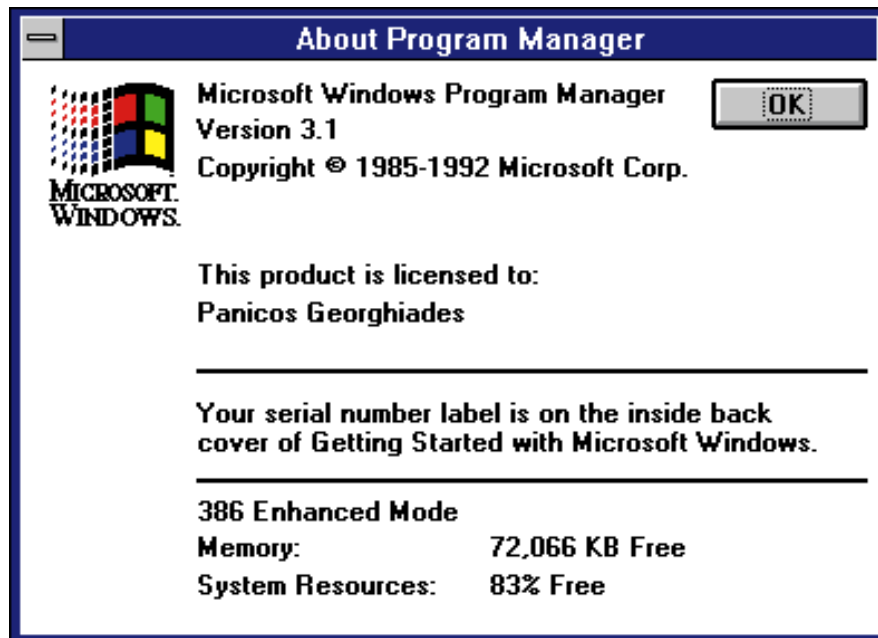 About Program Manager
Microsoft Windows Program Manager
OK
Version 3.1
Copyright © 1985-1992 Microsoft Corp.
MICROSOFT.
WINDOWS.
This product is licensed to:
Panicos Georghiades
Your serial number label is on the inside back
cover of Getting Started with Microsoft Windows.
386 Enhanced Mode
Memory: 72,066 KB Free
System Resources: 83% Free